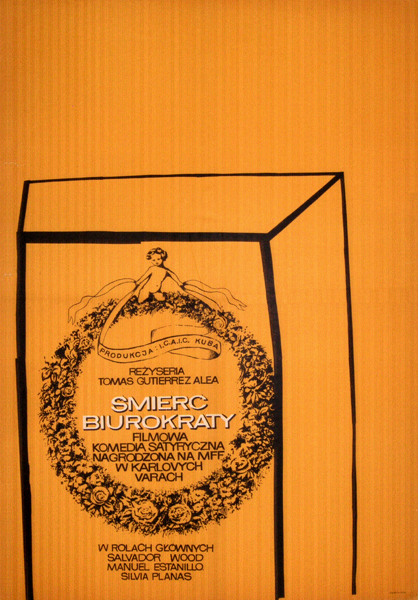 PRODUKCJA: I.C.A.I.C. KUBA
REŻYSERIA
TOMAS GUTIERREZ ALEA
ŚMIERĆ
BIUROKRATY
FILMOWA
KOMEDIA SATYRYCZNA
NAGRODZONA NA MFF
W KARLOVYCH
VARACH
W ROLACH GŁÓWNYCH
SALVADOR WOOD
MANUEL ESTANILLO
SILVIA PLANAS